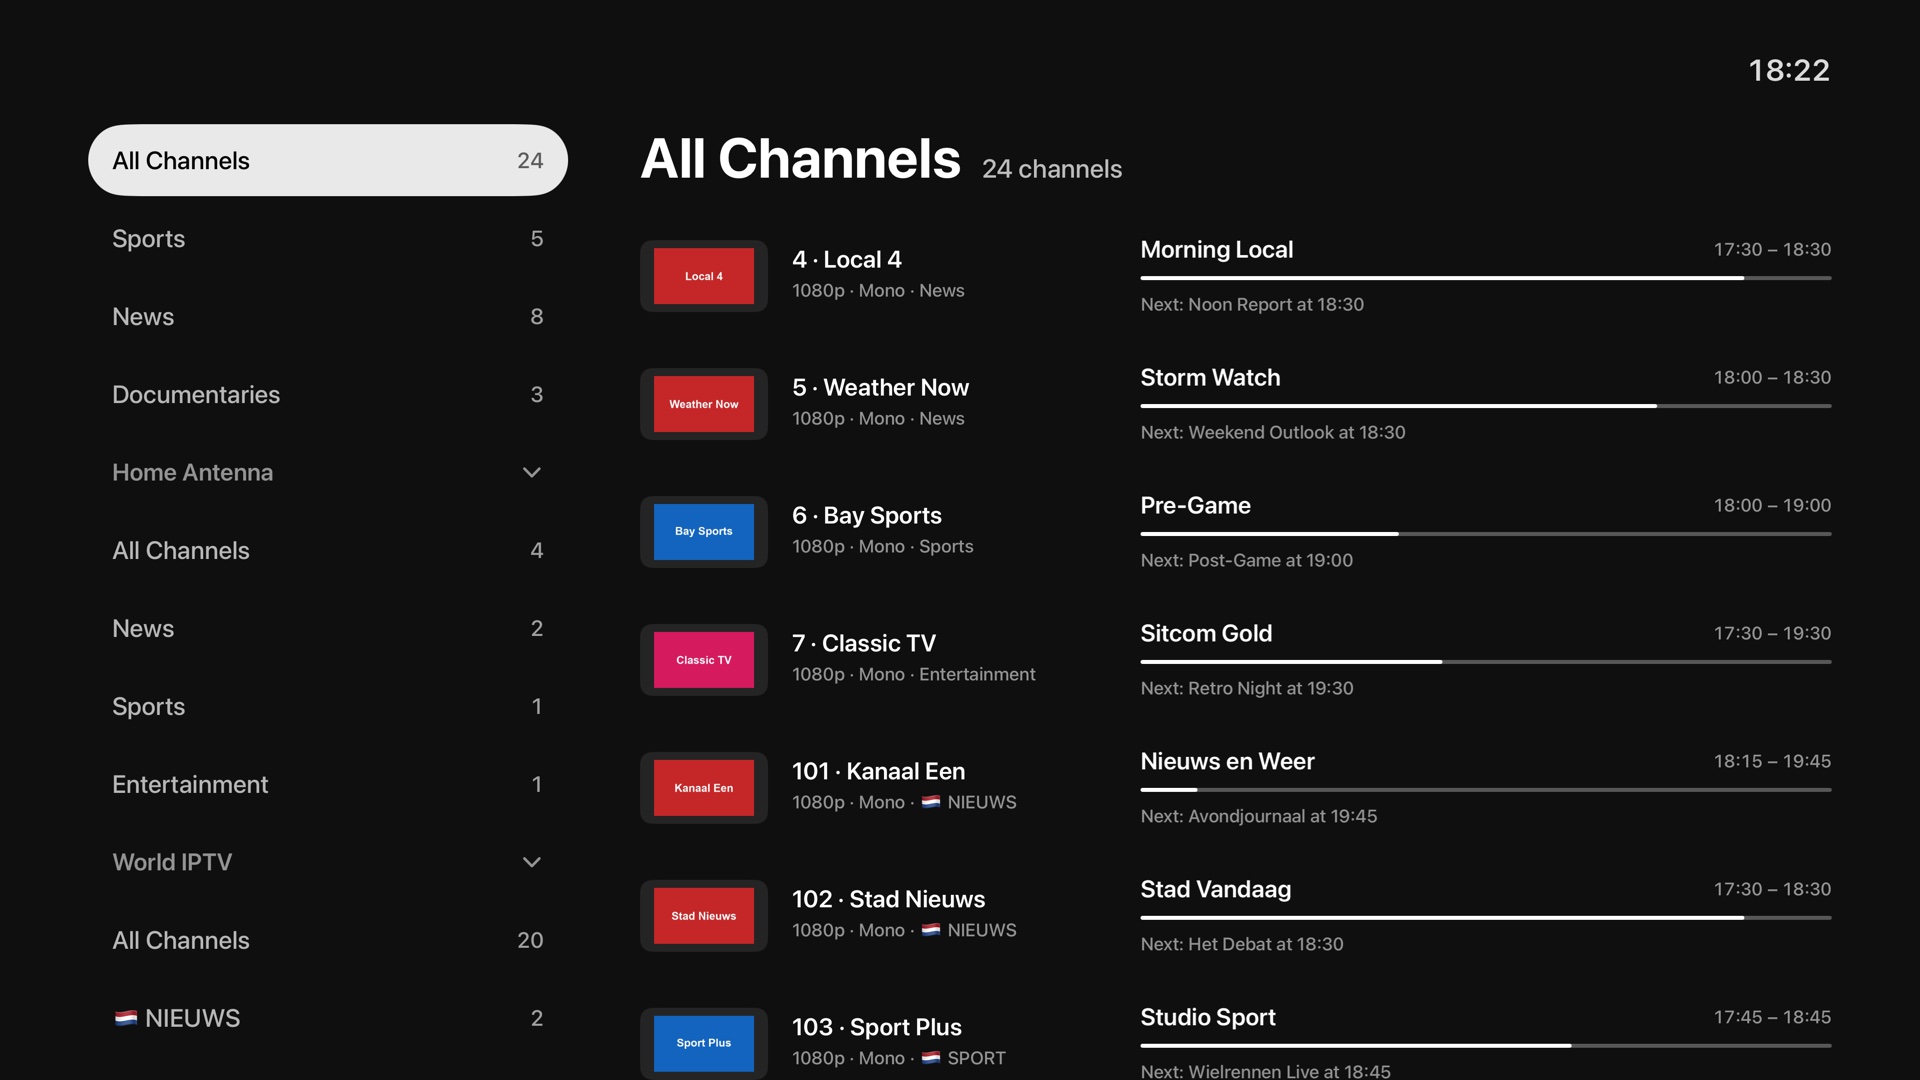 18:22
All Channels 24
Sports 5
News 8
Documentaries 3
Home Antenna
All Channels 4
News 2
Sports 1
Entertainment 1
World IPTV
All Channels 20
🇳🇱 NIEUWS 2
All Channels 24 channels
Local 4
4 · Local 4
1080p · Mono · News
Morning Local 17:30 – 18:30
Next: Noon Report at 18:30
Weather Now
5 · Weather Now
1080p · Mono · News
Storm Watch 18:00 – 18:30
Next: Weekend Outlook at 18:30
Bay Sports
6 · Bay Sports
1080p · Mono · Sports
Pre-Game 18:00 – 19:00
Next: Post-Game at 19:00
Classic TV
7 · Classic TV
1080p · Mono · Entertainment
Sitcom Gold 17:30 – 19:30
Next: Retro Night at 19:30
Kanaal Een
101 · Kanaal Een
1080p · Mono · 🇳🇱 NIEUWS
Nieuws en Weer 18:15 – 19:45
Next: Avondjournaal at 19:45
Stad Nieuws
102 · Stad Nieuws
1080p · Mono · 🇳🇱 NIEUWS
Stad Vandaag 17:30 – 18:30
Next: Het Debat at 18:30
Sport Plus
103 · Sport Plus
1080p · Mono · 🇳🇱 SPORT
Studio Sport 17:45 – 18:45
Next: Wielrennen Live at 18:45